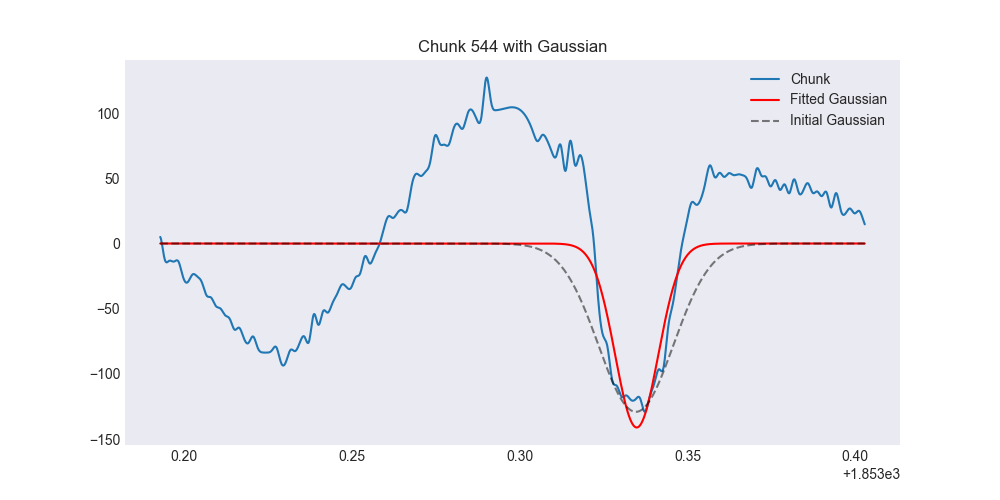 Chunk 544 with Gaussian
Chunk
Fitted Gaussian
Initial Gaussian
100
50
0
−50
−100
−150
0.20
0.25
0.30
0.35
0.40
+1.853e3